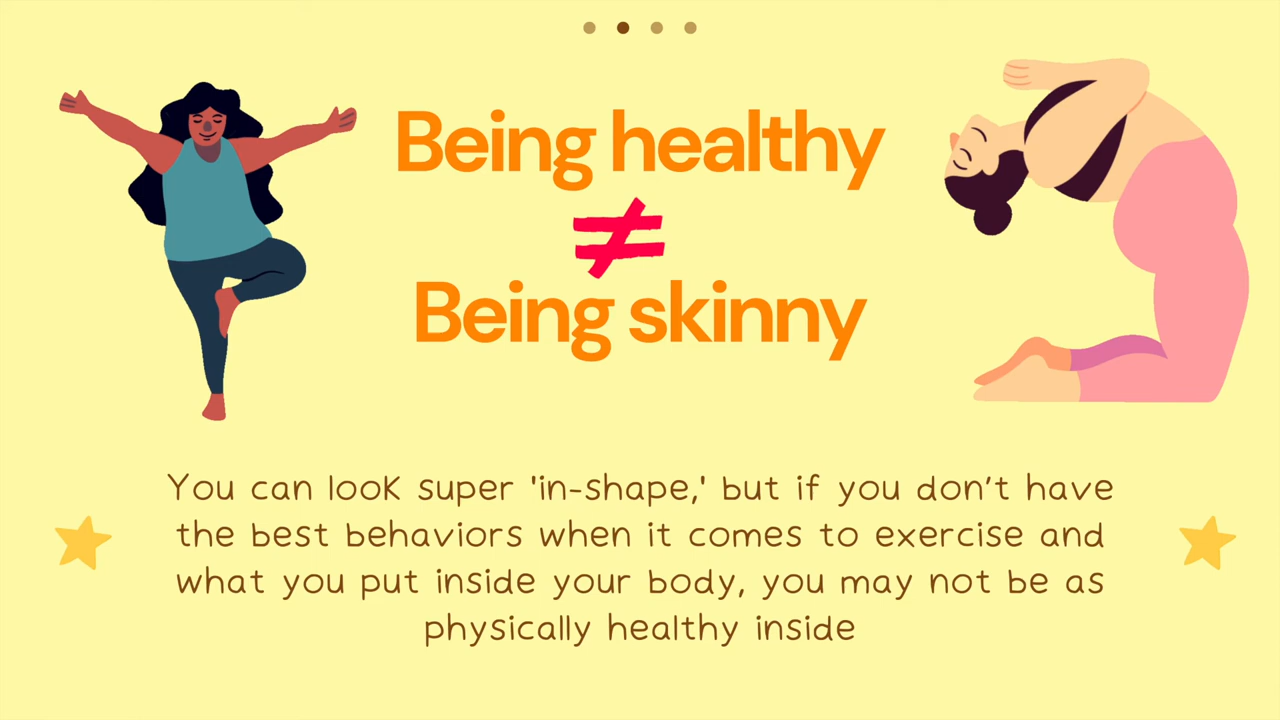 Being healthy
≠
Being skinny
You can look super 'in-shape,' but if you don't have
the best behaviors when it comes to exercise and
what you put inside your body, you may not be as
physically healthy inside